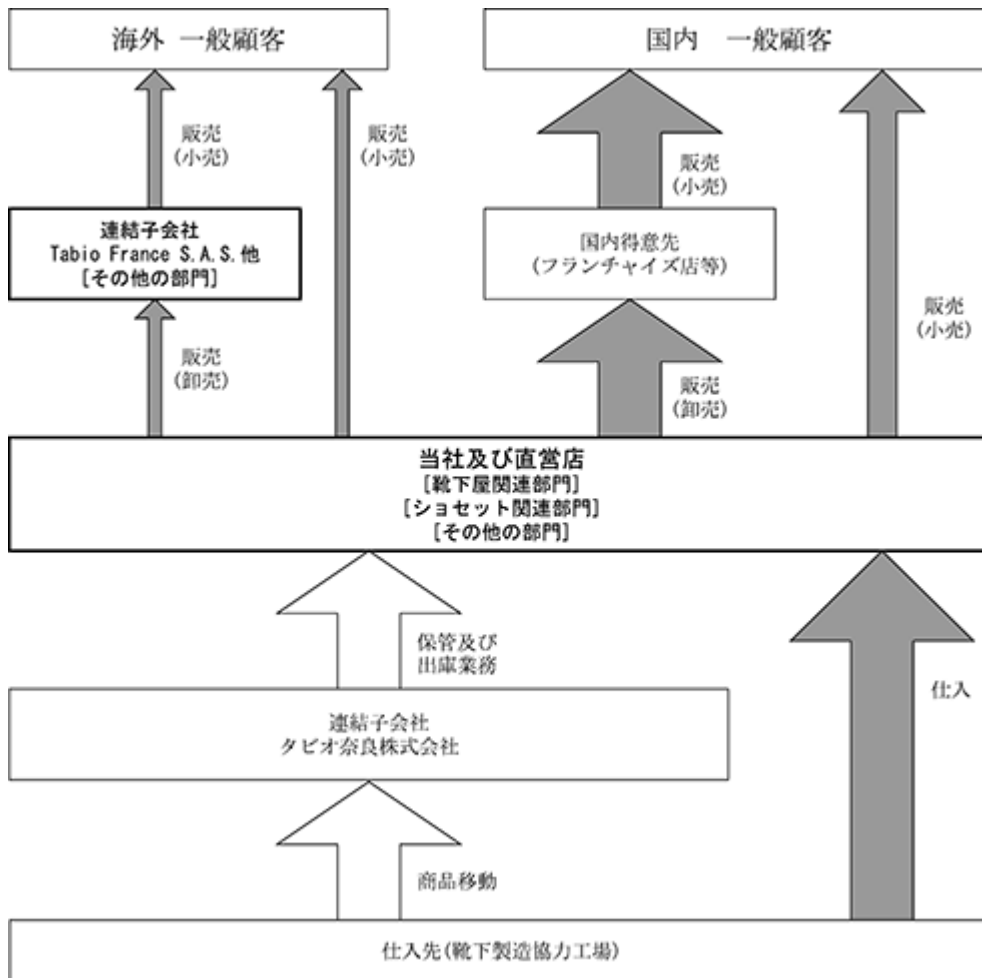 海外 一般顧客
国内 一般顧客
販売
(小売)
販売
(小売)
販売
(小売)
連結子会社
Tabio France S.A.S.他
[その他の部門]
国内得意先
(フランチャイズ店等)
販売
(小売)
販売
(卸売)
販売
(卸売)
当社及び直営店
[靴下屋関連部門]
[ショセット関連部門]
[その他の部門]
保管及び
出庫業務
仕入
連結子会社
タビオ奈良株式会社
商品移動
仕入先(靴下製造協力工場)